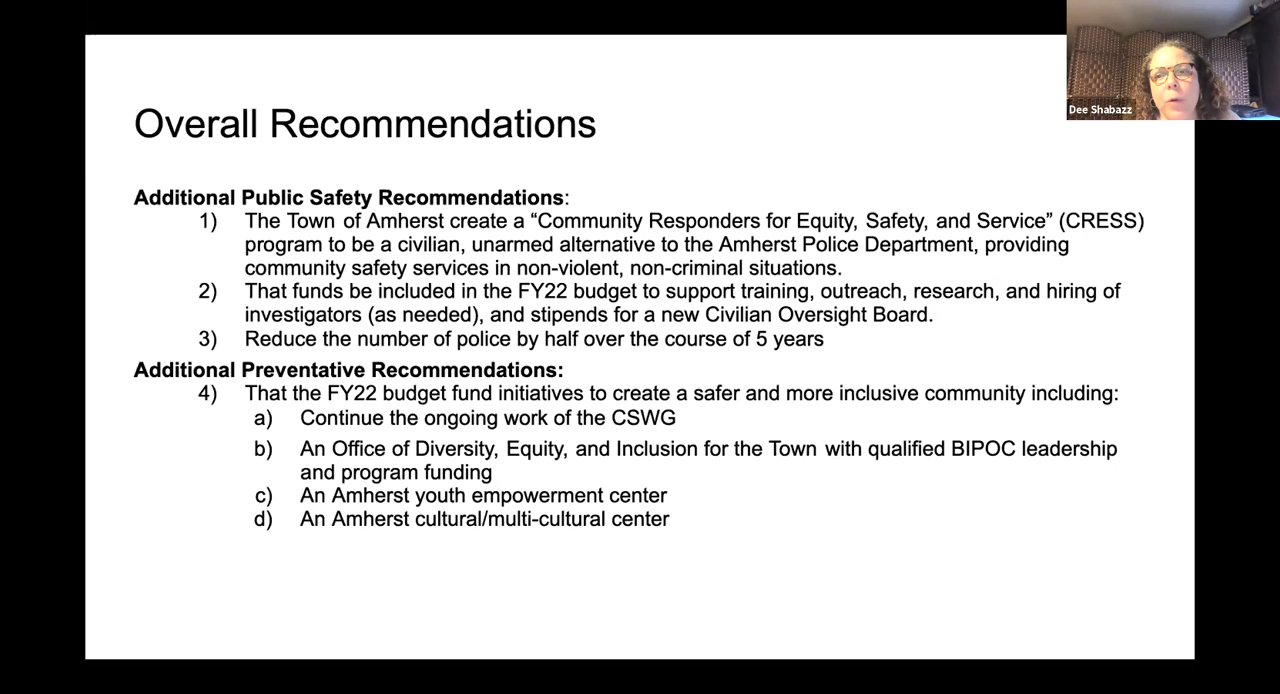 Dee Shabazz
Overall Recommendations
Additional Public Safety Recommendations:
1) The Town of Amherst create a “Community Responders for Equity, Safety, and Service” (CRESS)
program to be a civilian, unarmed alternative to the Amherst Police Department, providing
community safety services in non-violent, non-criminal situations.
2) That funds be included in the FY22 budget to support training, outreach, research, and hiring of
investigators (as needed), and stipends for a new Civilian Oversight Board.
3) Reduce the number of police by half over the course of 5 years
Additional Preventative Recommendations:
4) That the FY22 budget fund initiatives to create a safer and more inclusive community including:
a) Continue the ongoing work of the CSWG
b) An Office of Diversity, Equity, and Inclusion for the Town with qualified BIPOC leadership
and program funding
c) An Amherst youth empowerment center
d) An Amherst cultural/multi-cultural center